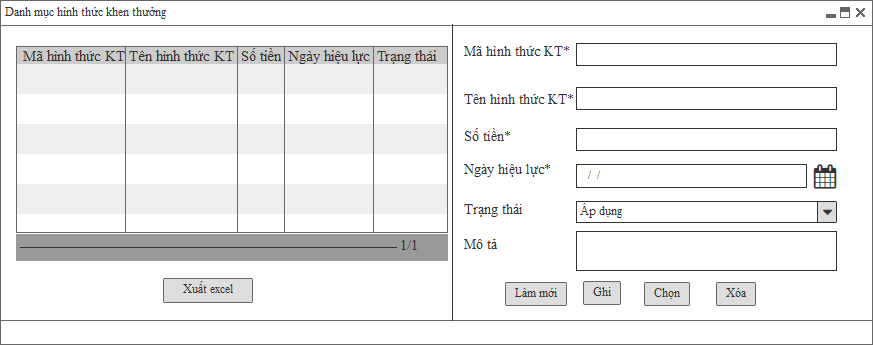 Danh mục hình thức khen thưởng
Mã hình thức KT Tên hình thức KT Số tiền Ngày hiệu lực Trạng thái
1/1
Xuất excel
Mã hình thức KT*
Tên hình thức KT*
Số tiền*
Ngày hiệu lực*
/ /
Trạng thái
Áp dụng
Mô tả
Làm mới Ghi Chọn Xóa